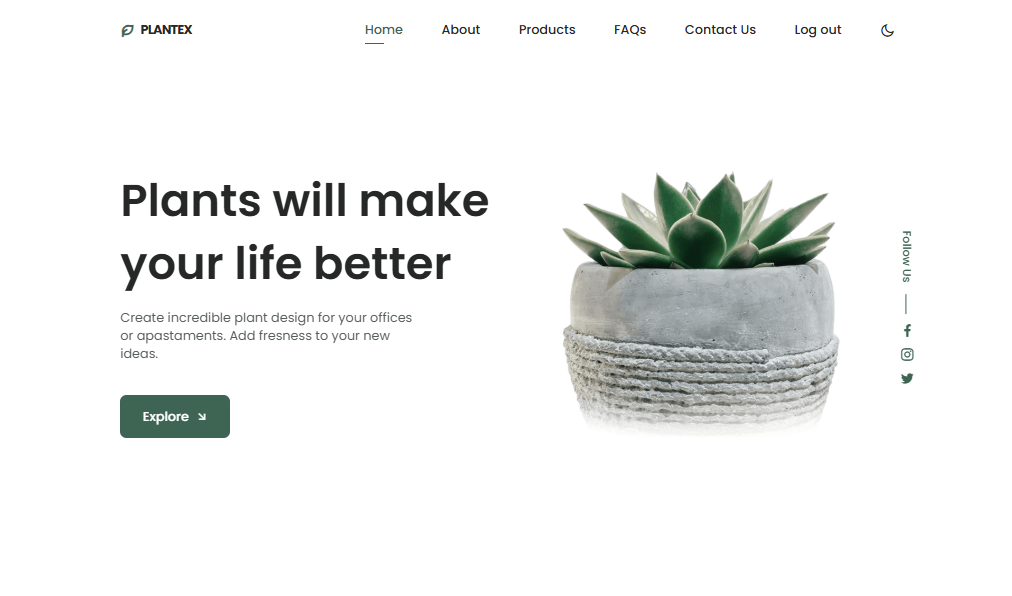 PLANTEX
Home
About
Products
FAQs
Contact Us
Log out
Plants will make
your life better
Create incredible plant design for your offices
or apastaments. Add fresness to your new
ideas.
Explore
Follow Us